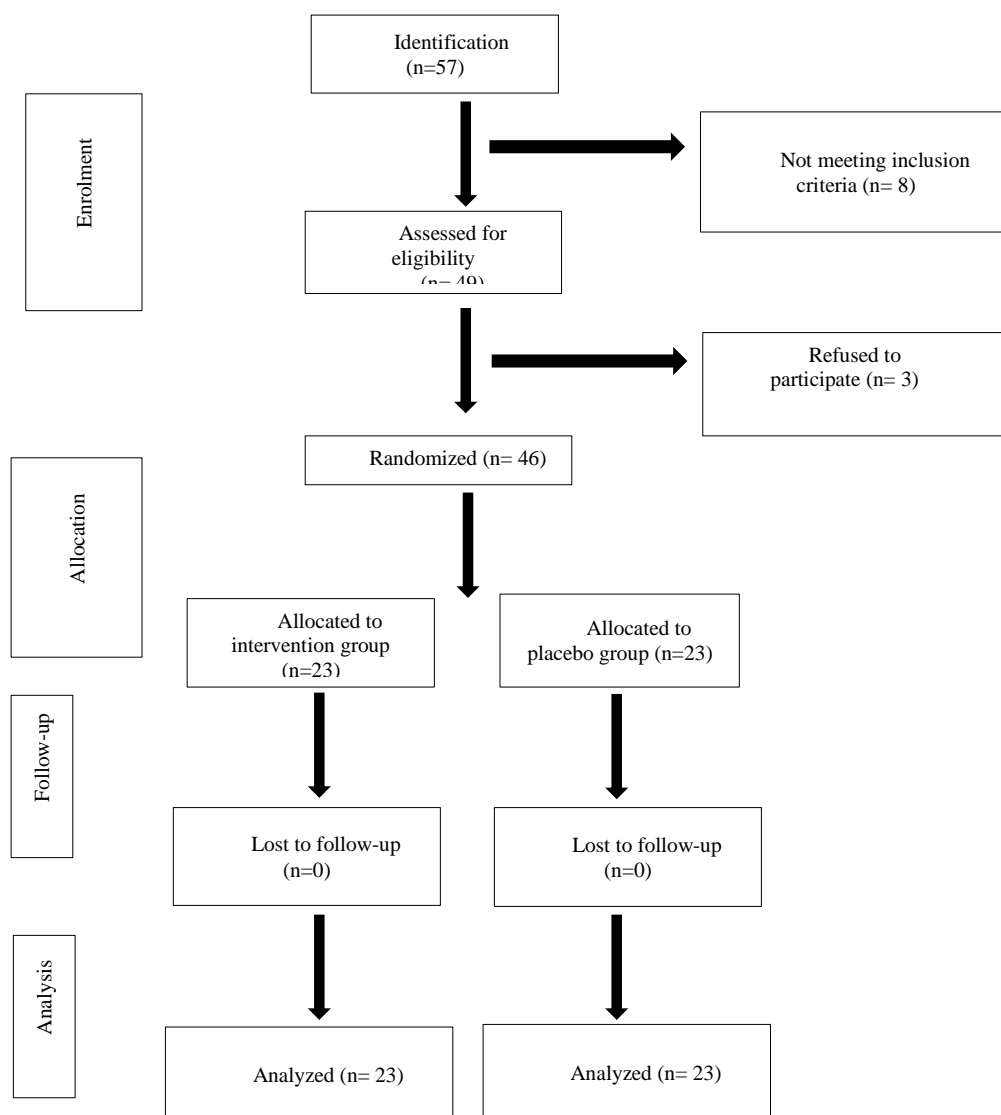 Identification
(n=57)
Enrolment
Not meeting inclusion
criteria (n= 8)
Assessed for
eligibility
(n= 49)
Refused to
participate (n= 3)
Randomized (n= 46)
Allocation
Allocated to
intervention group
(n=23)
Allocated to
placebo group (n=23)
Follow-up
Lost to follow-up
(n=0)
Lost to follow-up
(n=0)
Analysis
Analyzed (n= 23)
Analyzed (n= 23)